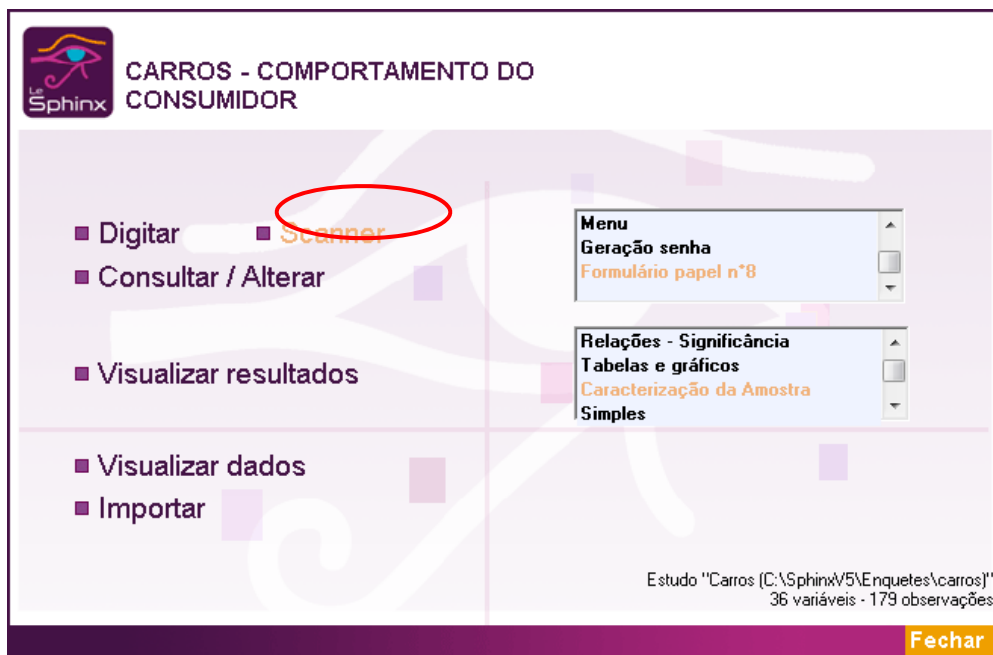 Le
Sphinx
CARROS - COMPORTAMENTO DO
CONSUMIDOR
Digitar Scanner
Consultar / Alterar
Menu
Geração senha
Formulário papel n°8
Visualizar resultados
Relações - Significância
Tabelas e gráficos
Caracterização da Amostra
Simples
Visualizar dados
Importar
Estudo "Carros (C:\SphinxV5\Enquetes\carros)"
36 variáveis - 179 observações
Fechar